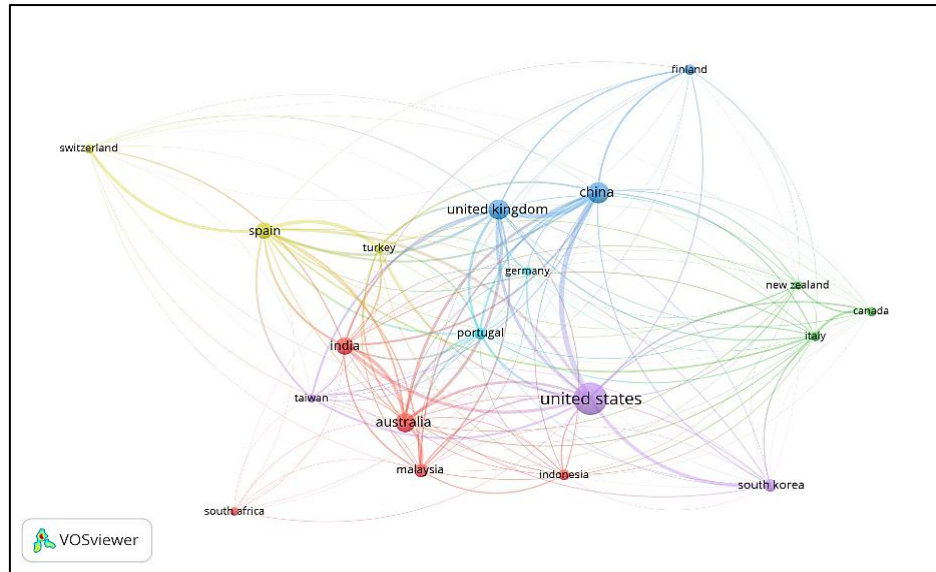 finland
switzerland
china
united kingdom
spain
turkey
germany
new zealand
canada
portugal
italy
india
taiwan
united states
australia
malaysia
indonesia
south korea
south africa
VOSviewer